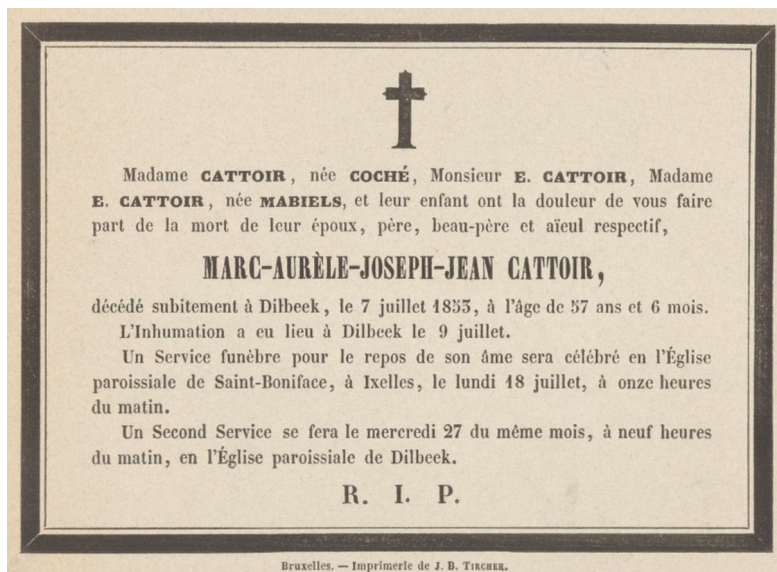 Madame CATTOIR, née COCHÉ, Monsieur E. CATTOIR, Madame
E. CATTOIR, née MABIELS, et leur enfant ont la douleur de vous faire
part de la mort de leur époux, père, beau-père et aïeul respectif,
MARC-AURÈLE-JOSEPH-JEAN CATTOIR,
décédé subitement à Dilbeek, le 7 juillet 1853, à l'âge de 57 ans et 6 mois.
L'Inhumation a eu lieu à Dilbeek le 9 juillet.
Un Service funèbre pour le repos de son âme sera célébré en l'Église
paroissiale de Saint-Boniface, à Ixelles, le lundi 18 juillet, à onze heures
du matin.
Un Second Service se fera le mercredi 27 du même mois, à neuf heures
du matin, en l'Église paroissiale de Dilbeek.
R. I. P.
Bruxelles. — Imprimerie de J. B. TIRCHER.